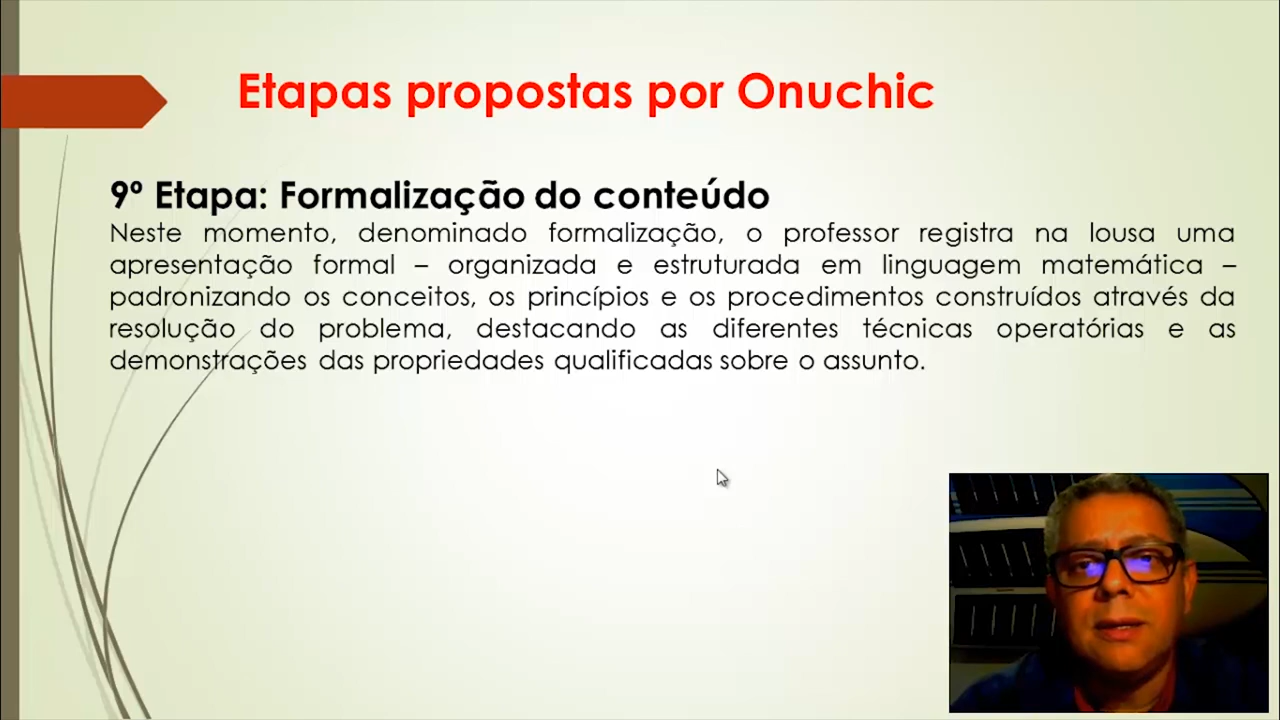 Etapas propostas por Onuchic
9º Etapa: Formalização do conteúdo
Neste momento, denominado formalização, o professor registra na lousa uma
apresentação formal – organizada e estruturada em linguagem matemática –
padronizando os conceitos, os princípios e os procedimentos construídos através da
resolução do problema, destacando as diferentes técnicas operatórias e as
demonstrações das propriedades qualificadas sobre o assunto.